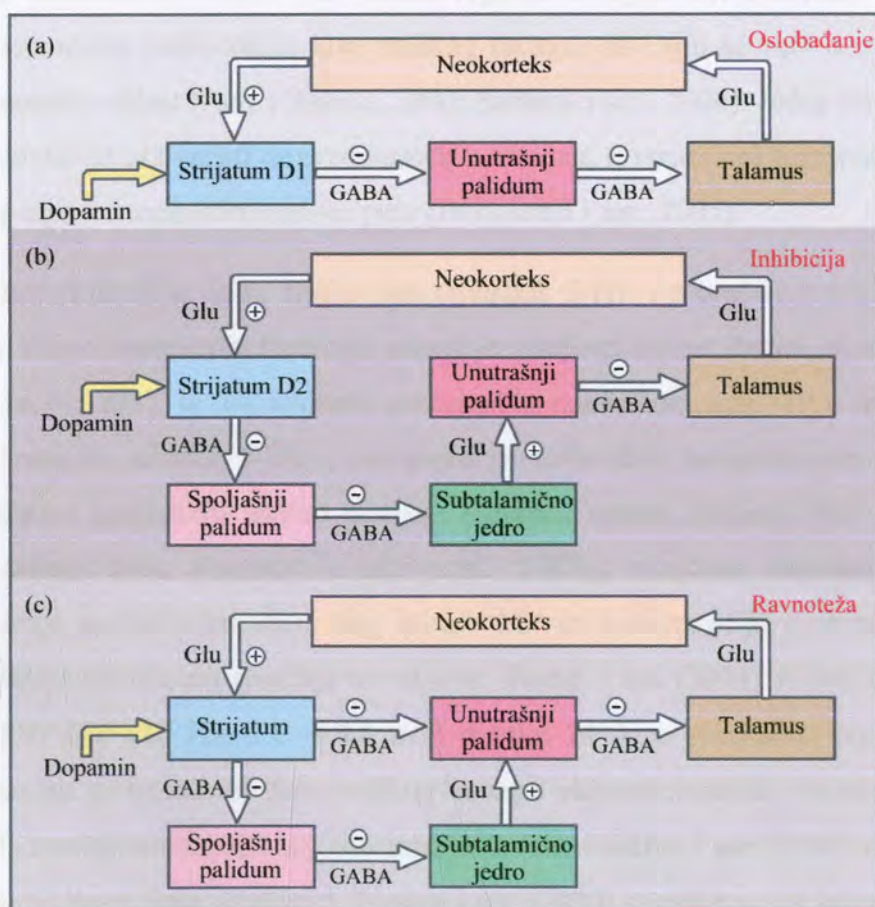 (a)
Oslobađanje
Neokorteks
Glu +
Glu
Strijatum D1
−
GABA
Unutrašnji
palidum
−
GABA
Talamus
Dopamin
(b)
Inhibicija
Neokorteks
Glu +
Glu
Strijatum D2
Unutrašnji
palidum
−
GABA
Talamus
Dopamin
GABA −
Glu +
Spoljašnji
palidum
−
GABA
Subtalamično
jedro
(c)
Ravnoteža
Neokorteks
Glu +
Glu
Strijatum
−
GABA
Unutrašnji
palidum
−
GABA
Talamus
Dopamin
GABA −
Glu +
Spoljašnji
palidum
−
GABA
Subtalamično
jedro